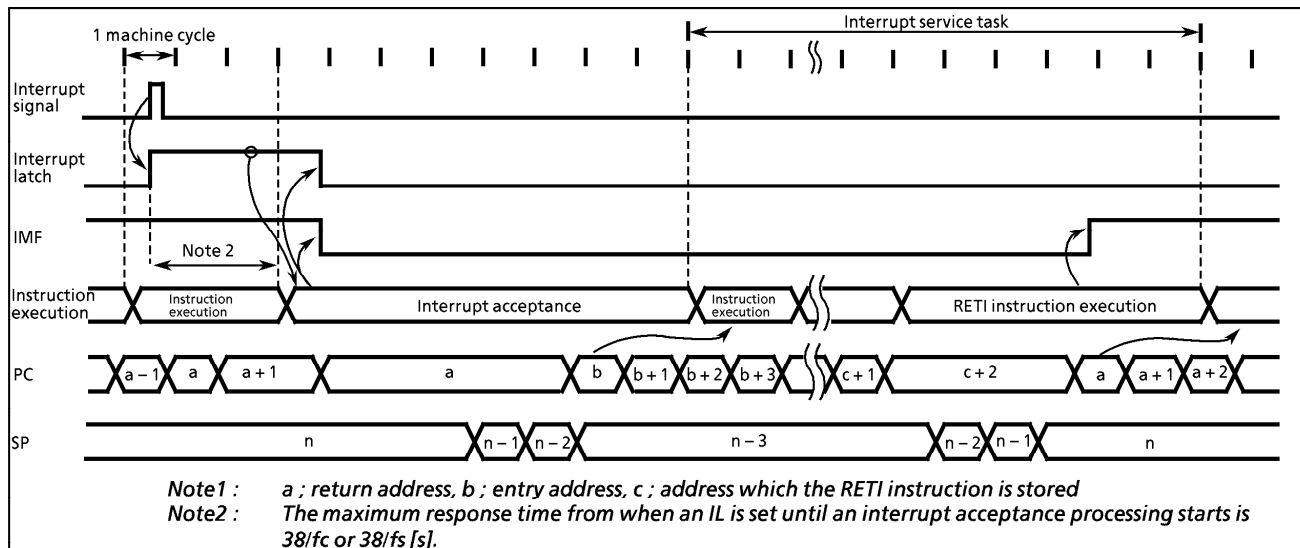 Interrupt service task
1 machine cycle
Interrupt
signal
Interrupt
latch
IMF
Note 2
Instruction
execution
Instruction
execution
Interrupt acceptance
Instruction
execution
RETI instruction execution
PC
a – 1
a
a + 1
a
b
b + 1
b + 2
b + 3
c + 1
c + 2
a
a + 1
a + 2
SP
n
n – 1
n – 2
n – 3
n – 2
n – 1
n
Note1 : a ; return address, b ; entry address, c ; address which the RETI instruction is stored
Note2 : The maximum response time from when an IL is set until an interrupt acceptance processing starts is
38/fc or 38/fs [s].